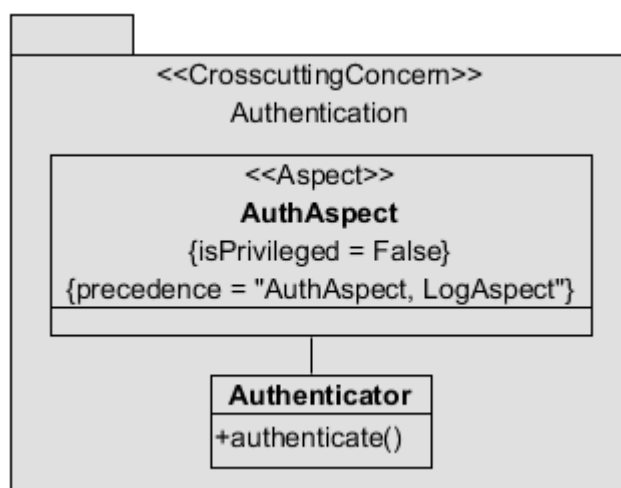 <<CrosscuttingConcern>>
Authentication
<<Aspect>>
AuthAspect
{isPrivileged = False}
{precedence = "AuthAspect, LogAspect"}
Authenticator
+authenticate()